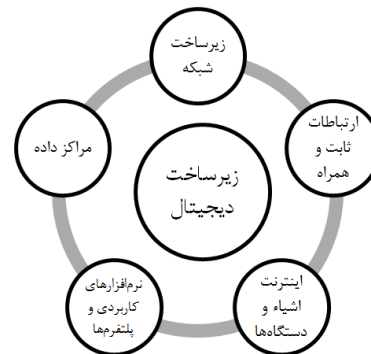 زیرساخت
شبکه
ارتباطات
ثابت و
همراه
اینترنت
اشیاء و
دستگاه‌ها
نرم‌افزارهای
کاربردی و
پلتفرم‌ها
مراکز داده
زیرساخت
دیجیتال